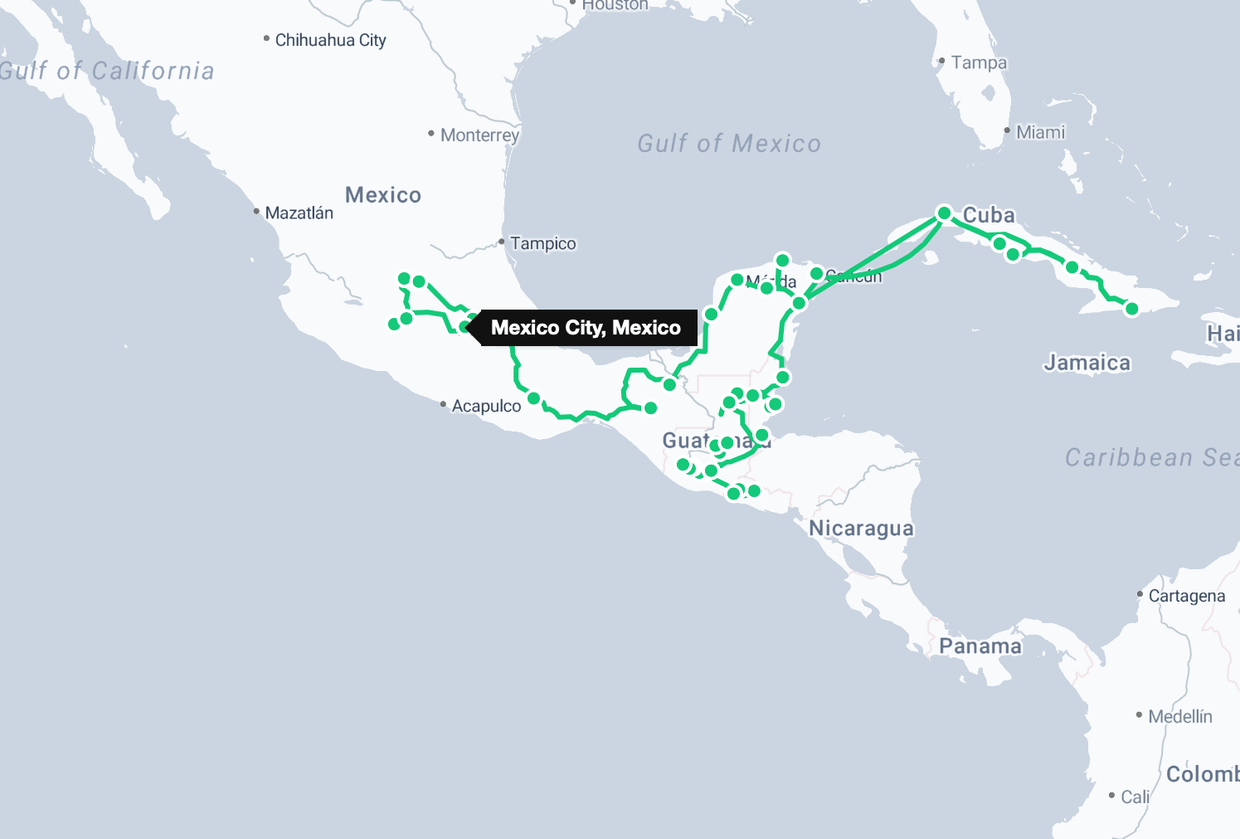 Houston
Chihuahua City
Gulf of California
Tampa
Monterrey
Miami
Gulf of Mexico
Mexico
Mazatlán
Cuba
Tampico
Mérida
Cancún
Mexico City, Mexico
Hai
Jamaica
Acapulco
Guatemala
Caribbean Sea
Nicaragua
Cartagena
Panama
Medellín
Colomb
Cali